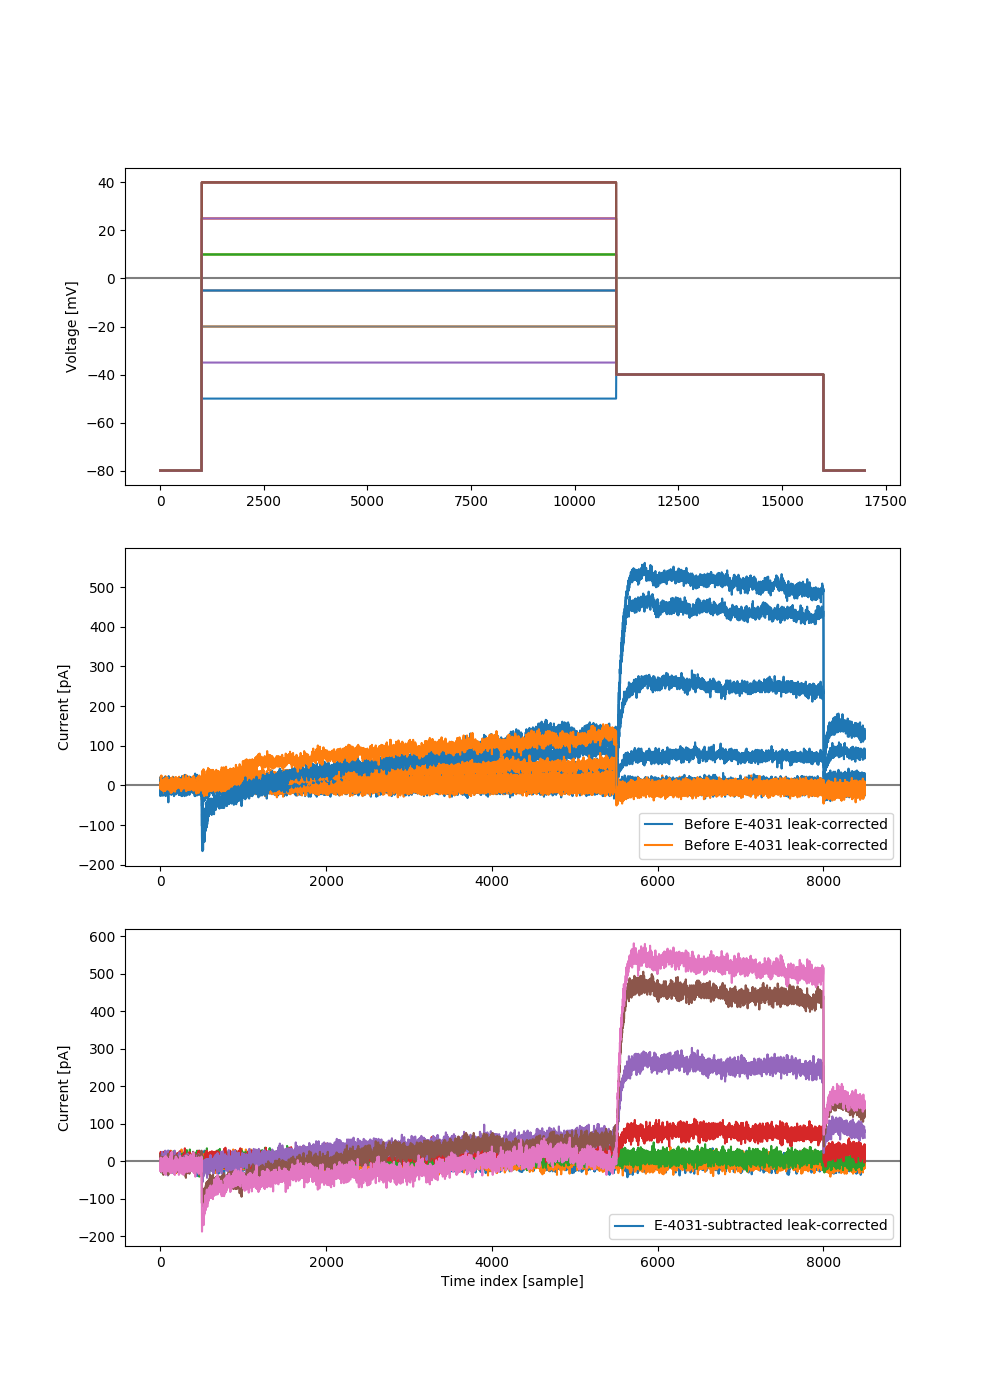 40
20
0
−20
−40
−60
−80
Voltage [mV]
0 2500 5000 7500 10000 12500 15000 17500
500
400
300
200
100
0
−100
−200
Current [pA]
Before E-4031 leak-corrected
Before E-4031 leak-corrected
0 2000 4000 6000 8000
600
500
400
300
200
100
0
−100
−200
Current [pA]
E-4031-subtracted leak-corrected
0 2000 4000 6000 8000
Time index [sample]